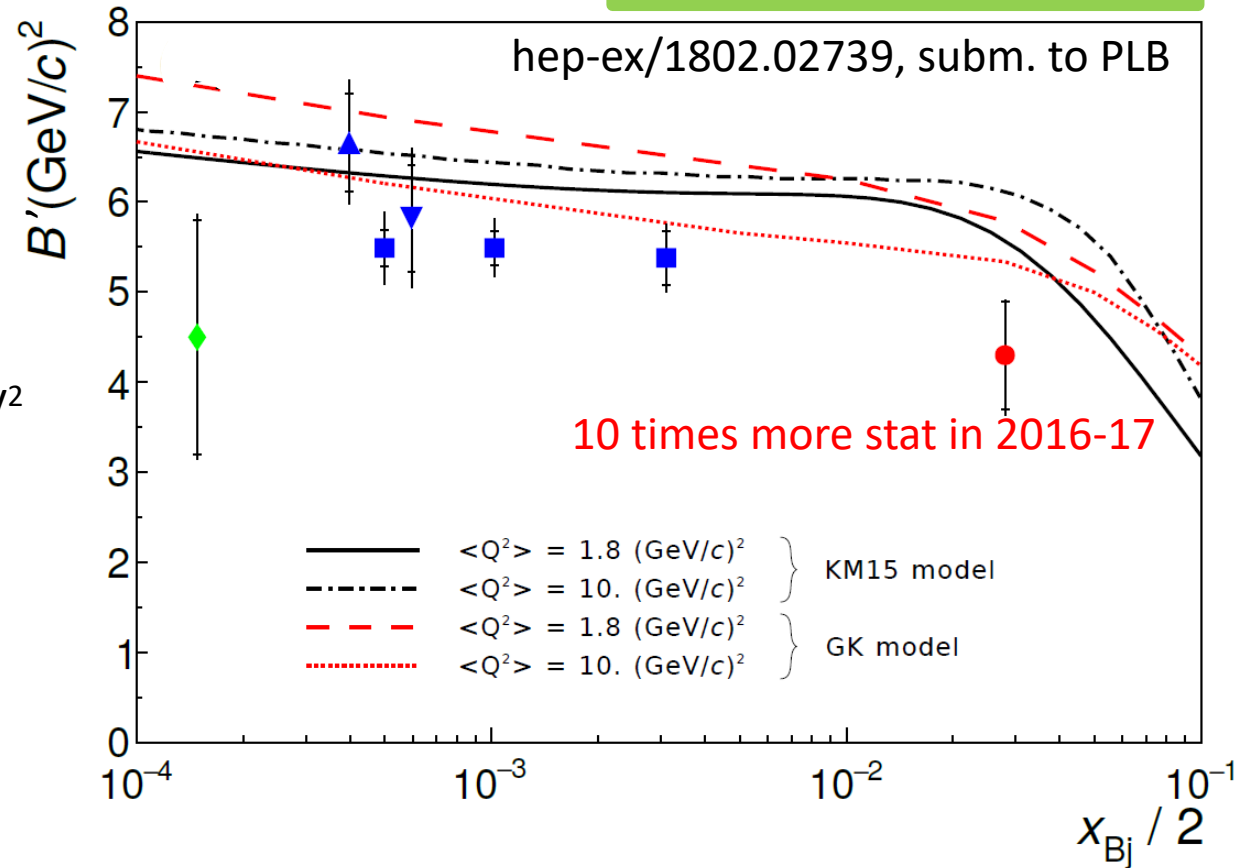 hep-ex/1802.02739, subm. to PLB
B′(GeV/c)²
8
7
6
5
4
3
2
1
0
y2
10 times more stat in 2016-17
<Q²> = 1.8 (GeV/c)²
<Q²> = 10. (GeV/c)²
KM15 model
<Q²> = 1.8 (GeV/c)²
<Q²> = 10. (GeV/c)²
GK model
10⁻⁴ 10⁻³ 10⁻² 10⁻¹
x_Bj / 2